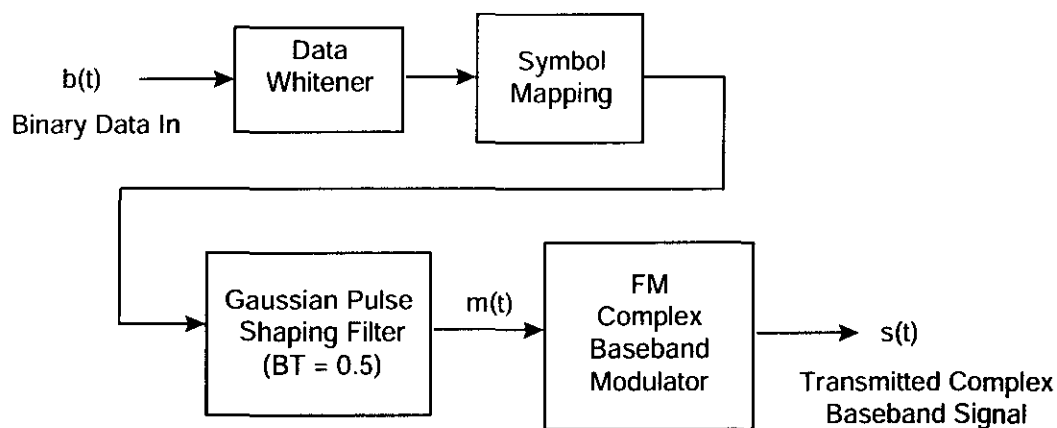 b(t)
Binary Data In
Data
Whitener
Symbol
Mapping
Gaussian Pulse
Shaping Filter
(BT = 0.5)
m(t)
FM
Complex
Baseband
Modulator
s(t)
Transmitted Complex
Baseband Signal